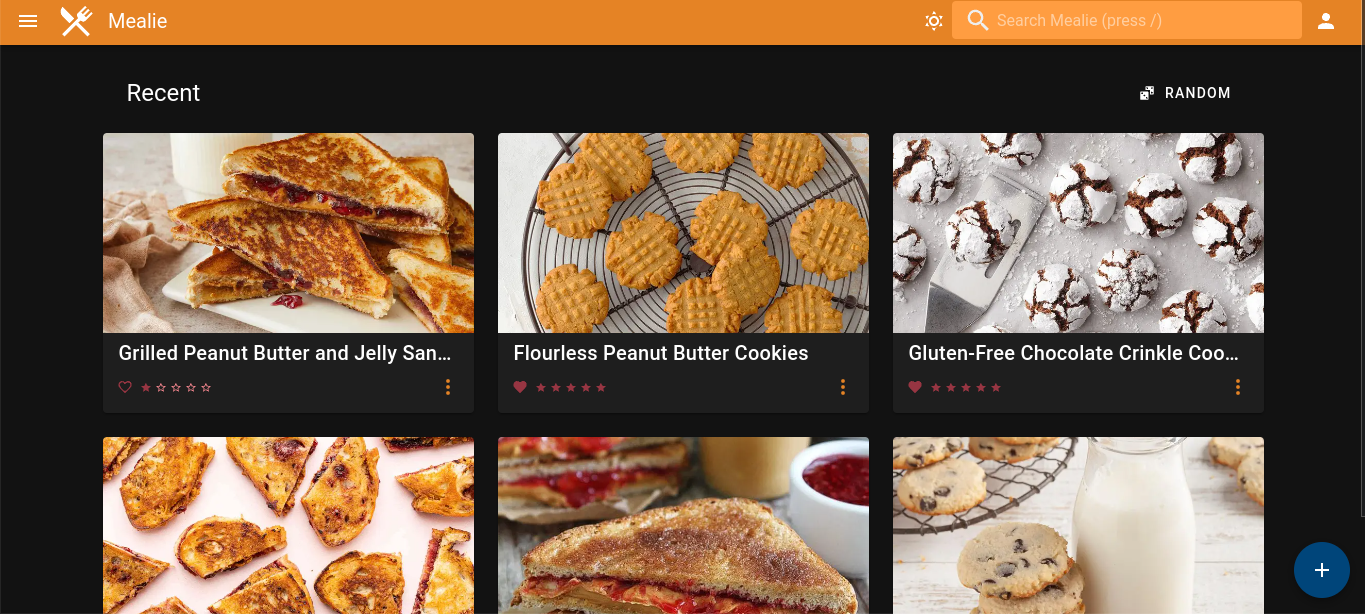 Mealie
Search Mealie (press /)
Recent
RANDOM
Grilled Peanut Butter and Jelly San…
Flourless Peanut Butter Cookies
Gluten-Free Chocolate Crinkle Coo…